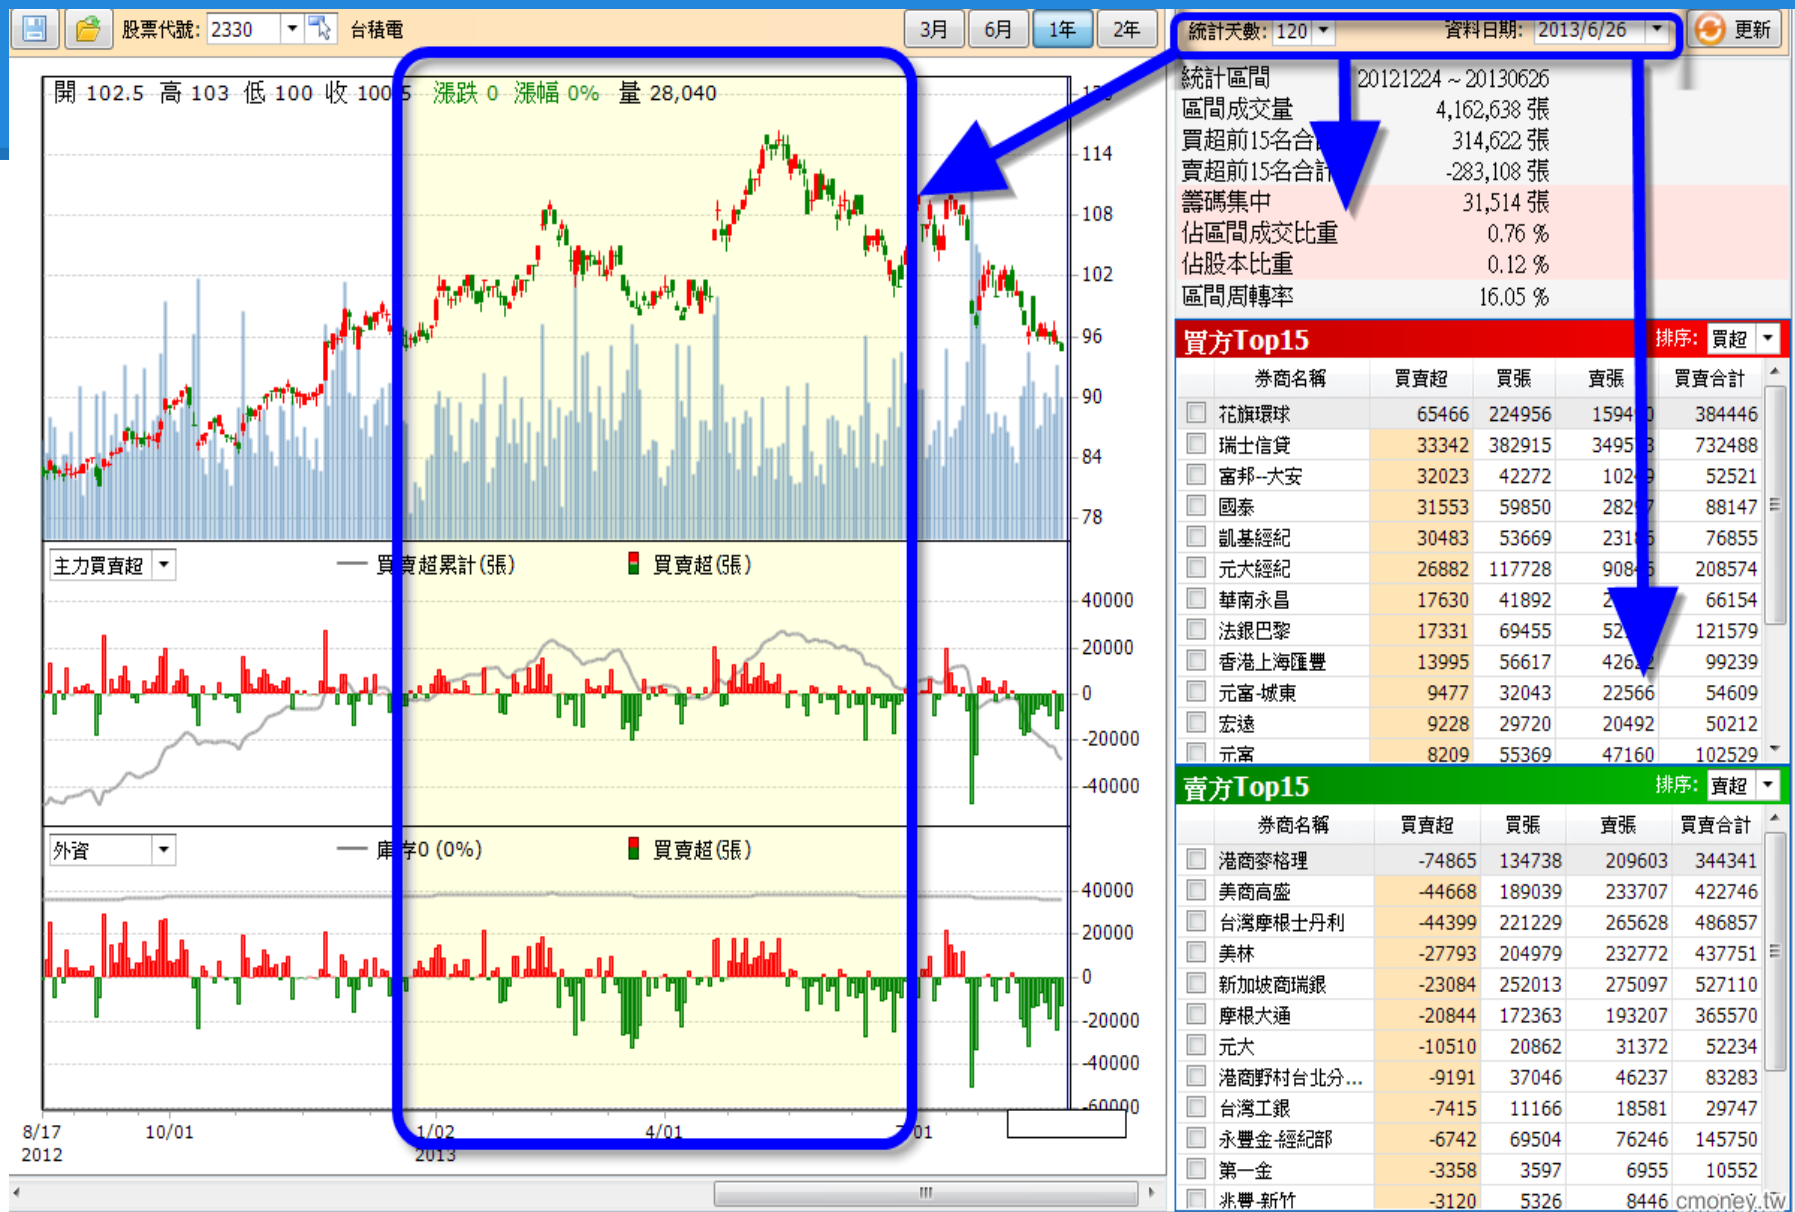 股票代號: 2330 台積電 3月 6月 1年 2年
統計天數: 120 資料日期: 2013/6/26 更新
開 102.5 高 103 低 100 收 100.5 漲跌 0 漲幅 0% 量 28,040
114
108
102
96
90
84
78
主力買賣超 買賣超累計(張) 買賣超(張)
40000
20000
0
-20000
-40000
外資 庫存0 (0%) 買賣超(張)
40000
20000
0
-20000
-40000
-60000
8/17 10/01 1/02 4/01 7/01
2012 2013
統計區間 20121224 ~ 20130626
區間成交量 4,162,638 張
買超前15名合 314,622 張
賣超前15名合計 -283,108 張
籌碼集中 31,514 張
佔區間成交比重 0.76 %
佔股本比重 0.12 %
區間周轉率 16.05 %
買方Top15 排序: 買超
券商名稱 買賣超 買張 賣張 買賣合計
花旗環球 65466 224956 384446
瑞士信貸 33342 382915 732488
富邦--大安 32023 42272 52521
國泰 31553 59850 88147
凱基經紀 30483 53669 76855
元大經紀 26882 117728 208574
華南永昌 17630 41892 66154
法銀巴黎 17331 69455 121579
香港上海匯豐 13995 56617 99239
元富-城東 9477 32043 22566 54609
宏遠 9228 29720 20492 50212
元富 8209 55369 47160 102529
賣方Top15 排序: 賣超
券商名稱 買賣超 買張 賣張 買賣合計
港商麥格理 -74865 134738 209603 344341
美商高盛 -44668 189039 233707 422746
台灣摩根士丹利 -44399 221229 265628 486857
美林 -27793 204979 232772 437751
新加坡商瑞銀 -23084 252013 275097 527110
摩根大通 -20844 172363 193207 365570
元大 -10510 20862 31372 52234
港商野村台北分... -9191 37046 46237 83283
台灣工銀 -7415 11166 18581 29747
永豐金-經紀部 -6742 69504 76246 145750
第一金 -3358 3597 6955 10552
兆豐-新竹 -3120 5326 8446
cmoney.tw